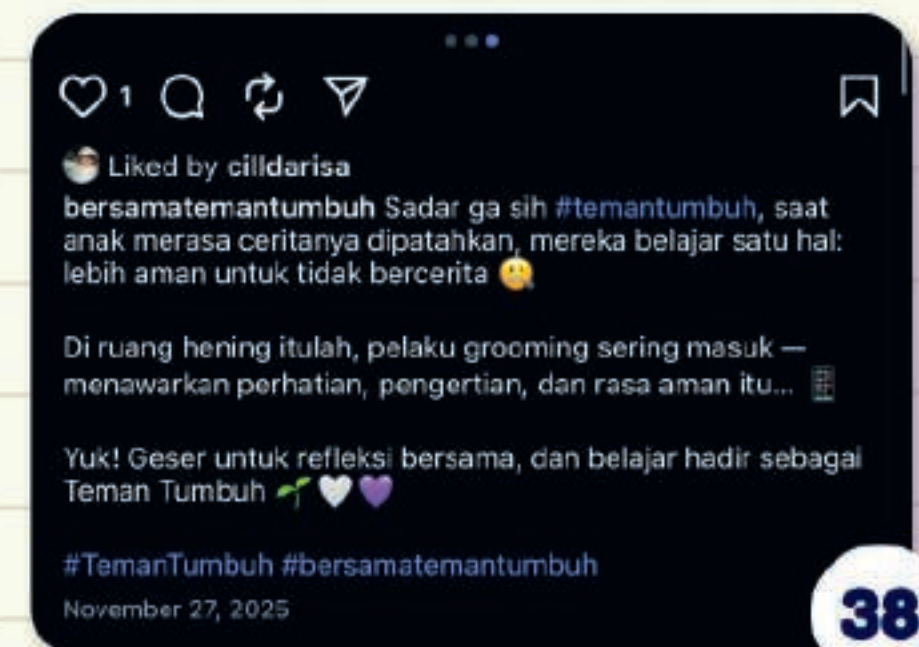 1
Liked by cilldarisa
bersamatemantumbuh Sadar ga sih #temantumbuh, saat
anak merasa ceritanya dipatahkan, mereka belajar satu hal:
lebih aman untuk tidak bercerita 🤐
Di ruang hening itulah, pelaku grooming sering masuk —
menawarkan perhatian, pengertian, dan rasa aman itu... 📱
Yuk! Geser untuk refleksi bersama, dan belajar hadir sebagai
Teman Tumbuh 🌱🤍💜
#TemanTumbuh #bersamatemantumbuh
November 27, 2025
38